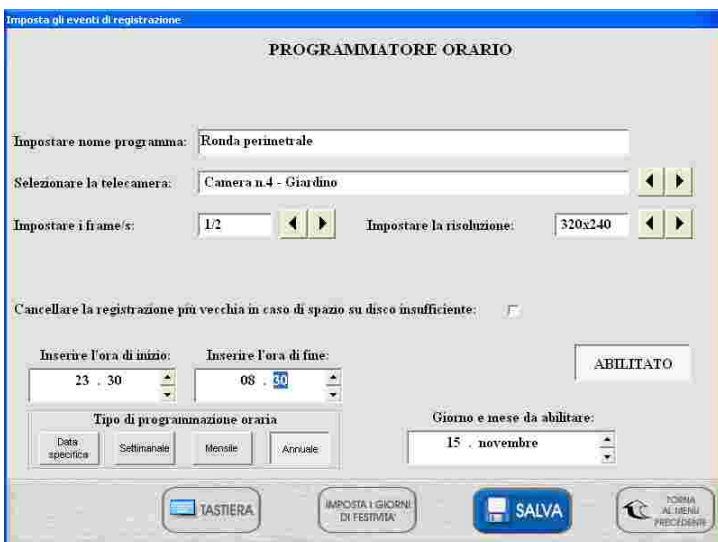 Imposta gli eventi di registrazione
PROGRAMMATORE ORARIO
Impostare nome programma: Ronda perimetrale
Selezionare la telecamera: Camera n.4 - Giardino
Impostare i frame/s: 1/2 Impostare la risoluzione: 320x240
Cancellare la registrazione più vecchia in caso di spazio su disco insufficiente:
Inserire l'ora di inizio: Inserire l'ora di fine:
23 . 30 08 . 30 ABILITATO
Tipo di programmazione oraria Giorno e mese da abilitare:
Data specifica Settimanale Mensile Annuale 15 . novembre
TASTIERA IMPOSTA I GIORNI DI FESTIVITA' SALVA TORNA AL MENU PRECEDENTE